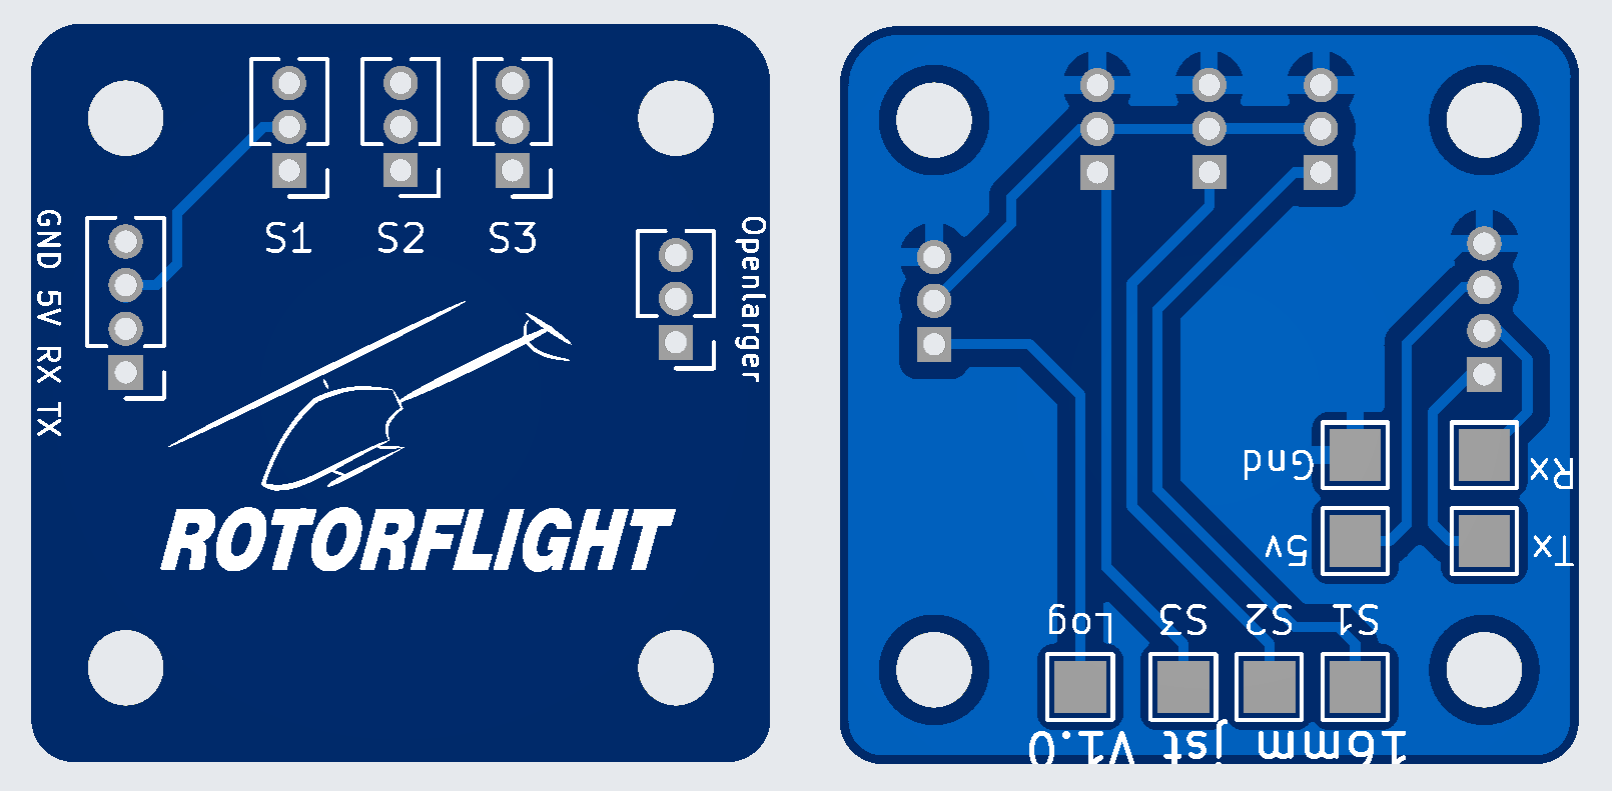 S1 S2 S3
GND 5V RX TX
Openlarger
ROTORFLIGHT
Gnd
Rx
5v
Tx
Log S3 S2 S1
16mm jst V1.0